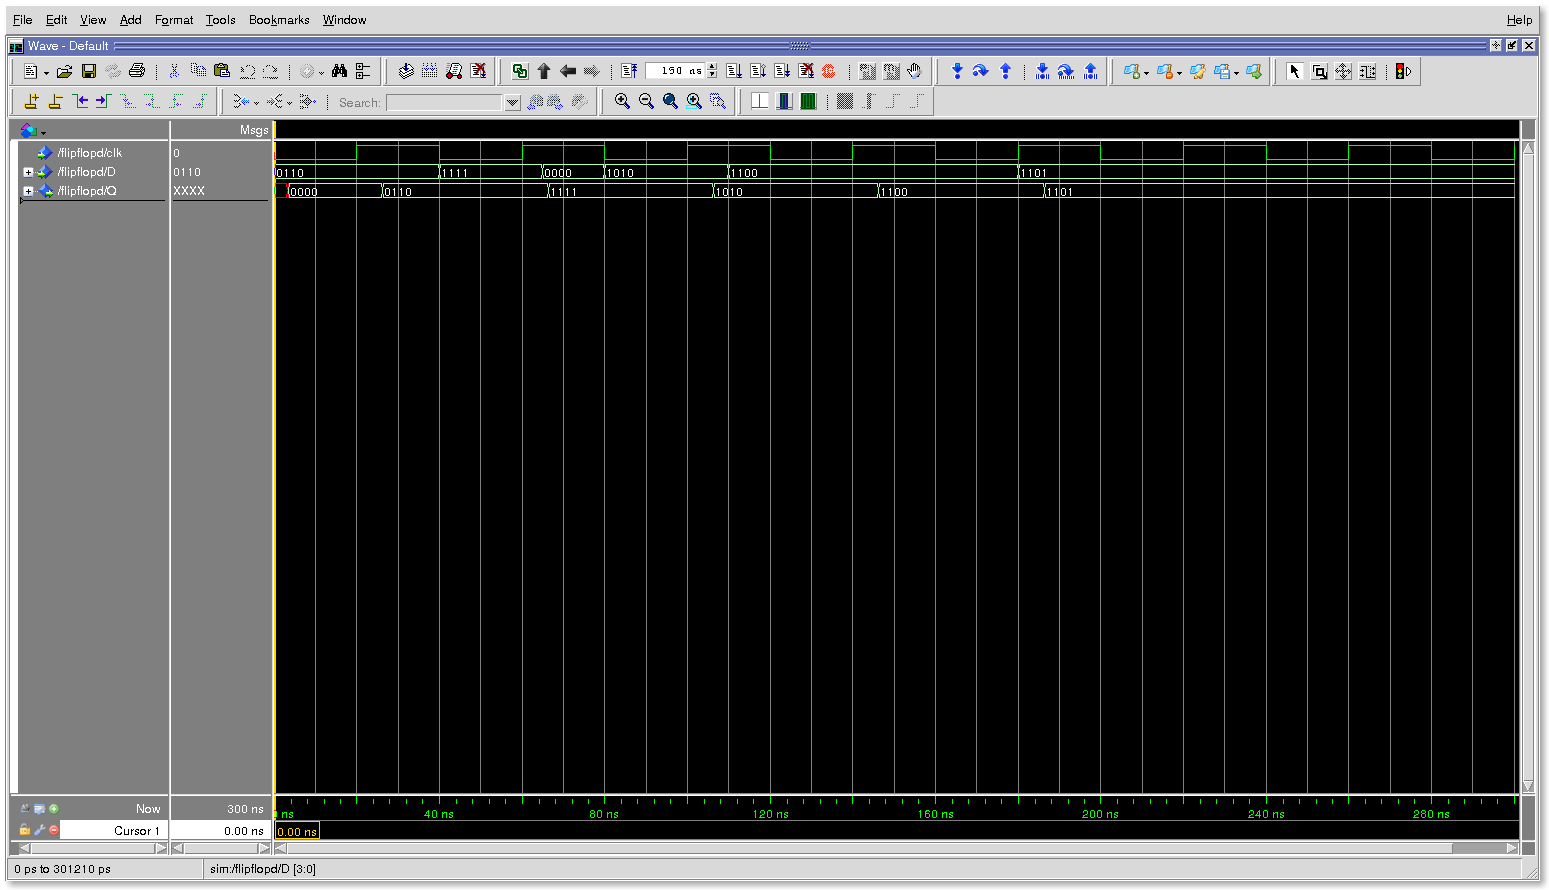 File Edit View Add Format Tools Bookmarks Window Help
Wave - Default
190 ns
Search:
Msgs
/flipflopd/clk 0
/flipflopd/D 0110 0110 1111 0000 1010 1100 1101
/flipflopd/Q XXXX 0000 0110 1111 1010 1100 1101
Now 300 ns ns 40 ns 80 ns 120 ns 160 ns 200 ns 240 ns 280 ns
Cursor 1 0.00 ns 0.00 ns
0 ps to 301210 ps sim:/flipflopd/D [3:0]